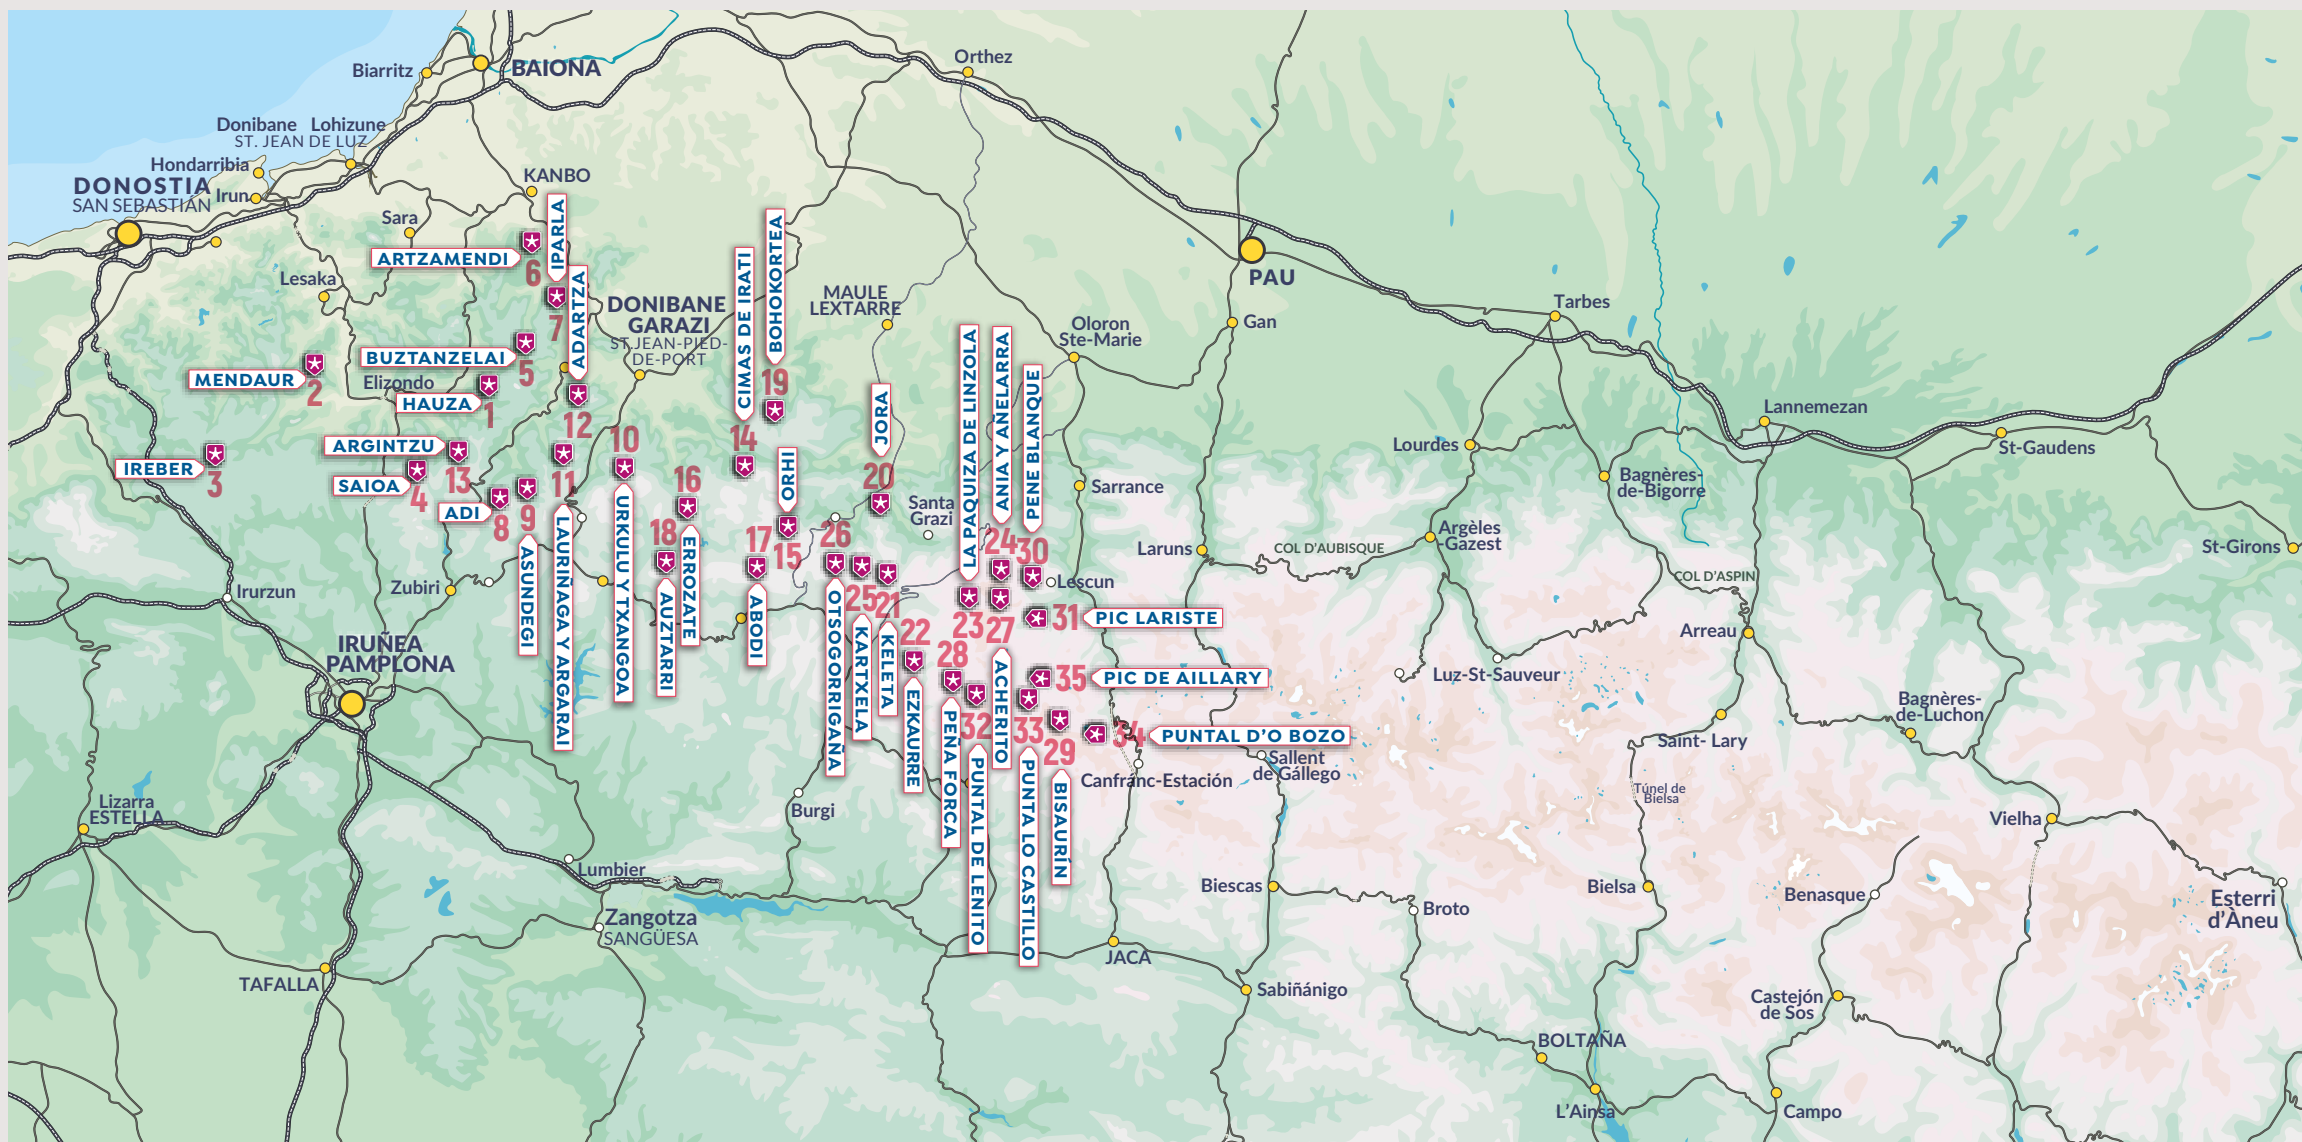 Orthez
Biarritz
BAIONA
Donibane Lohizune
ST. JEAN DE LUZ
Hondarribia
DONOSTIA
SAN SEBASTIÁN
Irun
KANBO
Sara
IPARLA
ARTZAMENDI
6
BOHOKORTEA
CIMAS DE IRATI
PAU
Lesaka
ADARTZA
7
DONIBANE
GARAZI
ST.JEAN-PIED-
DE-PORT
MAULE
LEXTARRE
Tarbes
Gan
Oloron
Ste-Marie
LA PAQUIZA DE LINZOLA
ANIA Y AÑELARRA
PENE BLANQUE
BUZTANZELAI
5
MENDAUR
2
Elizondo
HAUZA
1
19
JORA
Lannemezan
12
10
14
ARGINTZU
13
IREBER
3
SAIOA
4
Lourdes
St-Gaudens
ORHI
20
16
11
Bagnères-
de-Bigorre
Sarrance
ADI
8
9
Santa
Grazi
Argèles
-Gazest
18
17
15
26
24
30
Laruns
COL D'AUBISQUE
St-Girons
COL D'ASPIN
Lescun
Zubiri
Irurzun
ASUNDEGI
LAURIÑAGA Y ARGARAI
URKULU Y TXANGOA
AUZTARRI
ERROZATE
ABODI
OTSOGORRIGAÑA
25
21
23
27
31
PIC LARISTE
Arreau
IRUÑEA
PAMPLONA
KARTXELA
KELETA
22
28
ACHERITO
35
PIC DE AILLARY
Luz-St-Sauveur
EZKAURRE
PEÑA FORCA
32
33
29
34
PUNTAL D'O BOZO
Bagnères-
de-Luchon
Saint- Lary
Sallent
de Gállego
Canfranc-Estación
PUNTAL DE LENITO
PUNTA LO CASTILLO
BISAURÍN
Túnel de
Bielsa
Lizarra
ESTELLA
Burgi
Vielha
Lumbier
Biescas
Bielsa
Benasque
Broto
Esterri
d'Àneu
Zangotza
SANGÜESA
JACA
TAFALLA
Sabiñánigo
Castejón
de Sos
BOLTAÑA
L'Ainsa
Campo